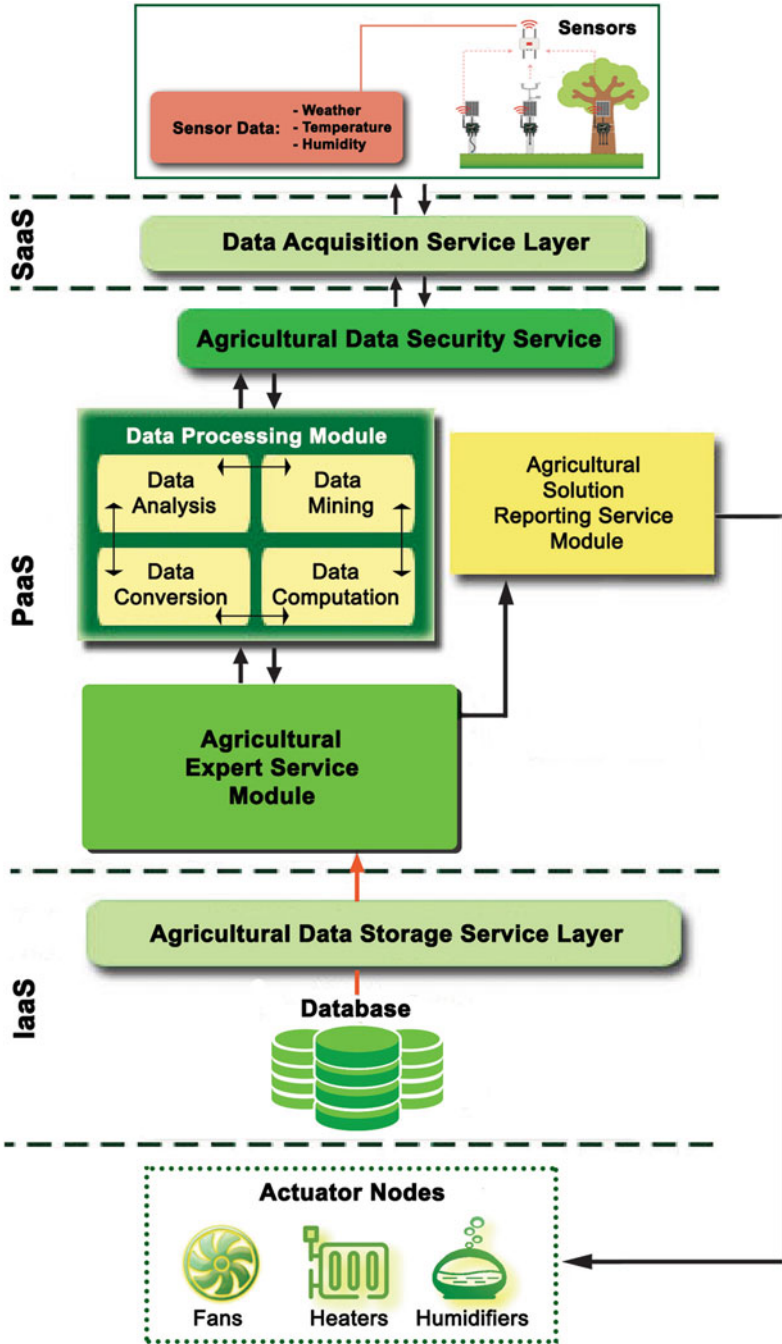 Sensors
Sensor Data:
- Weather
- Temperature
- Humidity
SaaS
Data Acquisition Service Layer
PaaS
Agricultural Data Security Service
Data Processing Module
Data
Analysis
Data
Mining
Data
Conversion
Data
Computation
Agricultural
Solution
Reporting Service
Module
Agricultural
Expert Service
Module
IaaS
Agricultural Data Storage Service Layer
Database
Actuator Nodes
Fans
Heaters
Humidifiers